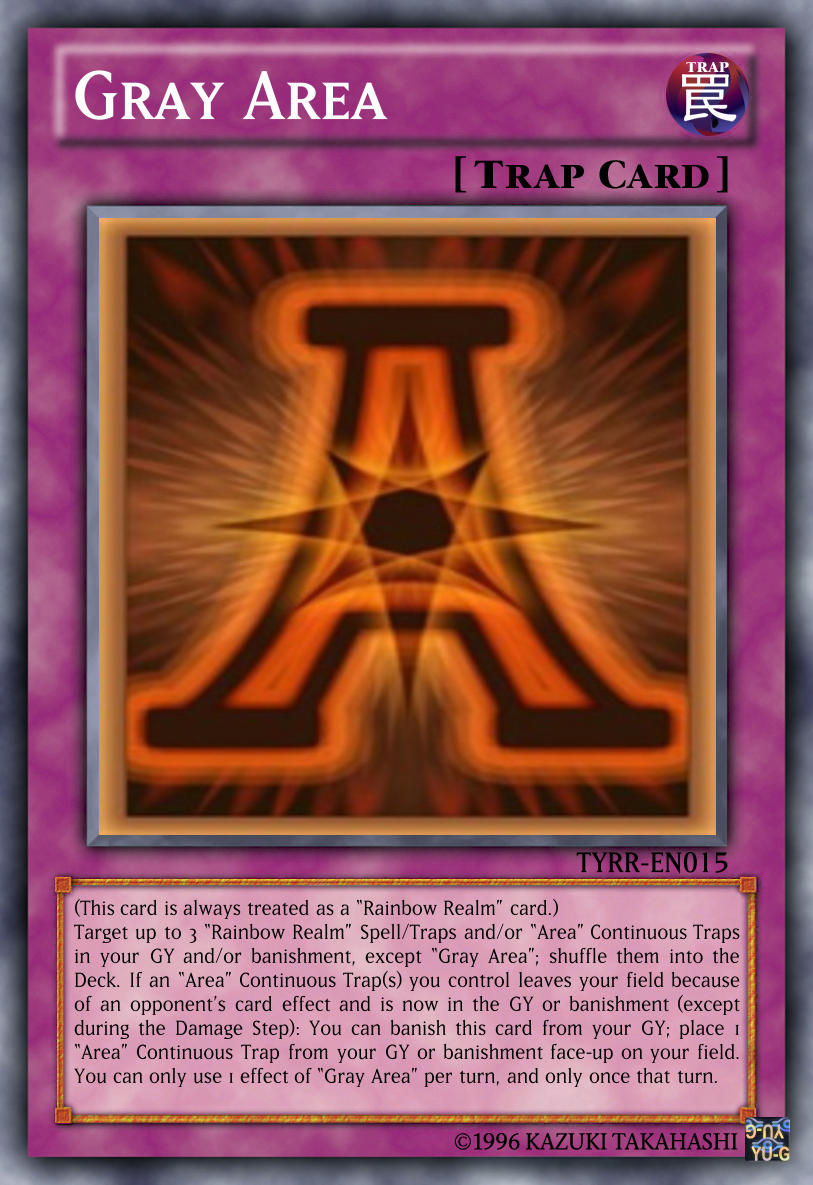 GRAY AREA
TRAP
罠
[TRAP CARD]
A
TYRR-EN015
(This card is always treated as a "Rainbow Realm" card.)
Target up to 3 "Rainbow Realm" Spell/Traps and/or "Area" Continuous Traps
in your GY and/or banishment, except "Gray Area"; shuffle them into the
Deck. If an "Area" Continuous Trap(s) you control leaves your field because
of an opponent's card effect and is now in the GY or banishment (except
during the Damage Step): You can banish this card from your GY; place 1
"Area" Continuous Trap from your GY or banishment face-up on your field.
You can only use 1 effect of "Gray Area" per turn, and only once that turn.
©1996 KAZUKI TAKAHASHI
YU-G